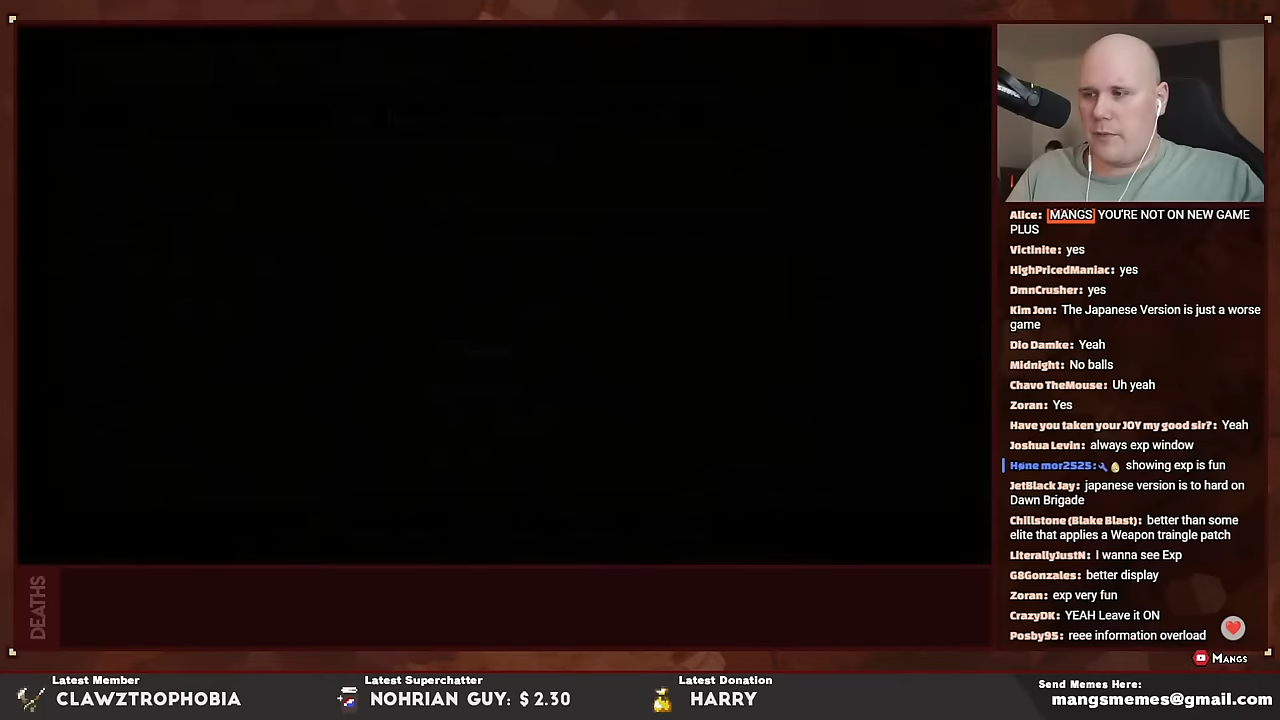 Alice: MANGS YOU'RE NOT ON NEW GAME
PLUS
Victinite: yes
HighPricedManiac: yes
DmnCrusher: yes
Kim Jon: The Japanese Version is just a worse
game
Dio Damke: Yeah
Midnight: No balls
Chavo TheMouse: Uh yeah
Zoran: Yes
Have you taken your JOY my good sir?: Yeah
Joshua Levin: always exp window
Høne mor2525: showing exp is fun
JetBlack Jay: japanese version is to hard on
Dawn Brigade
Chillstone (Blake Blast): better than some
elite that applies a Weapon traingle patch
LiterallyJustN: I wanna see Exp
G8Gonzales: better display
Zoran: exp very fun
CrazyDK: YEAH Leave it ON
Posby95: reee information overload
MANGS
DEATHS
Latest Member
CLAWZTROPHOBIA
Latest Superchatter
NOHRIAN GUY: $ 2.30
Latest Donation
HARRY
Send Memes Here:
mangsmemes@gmail.com